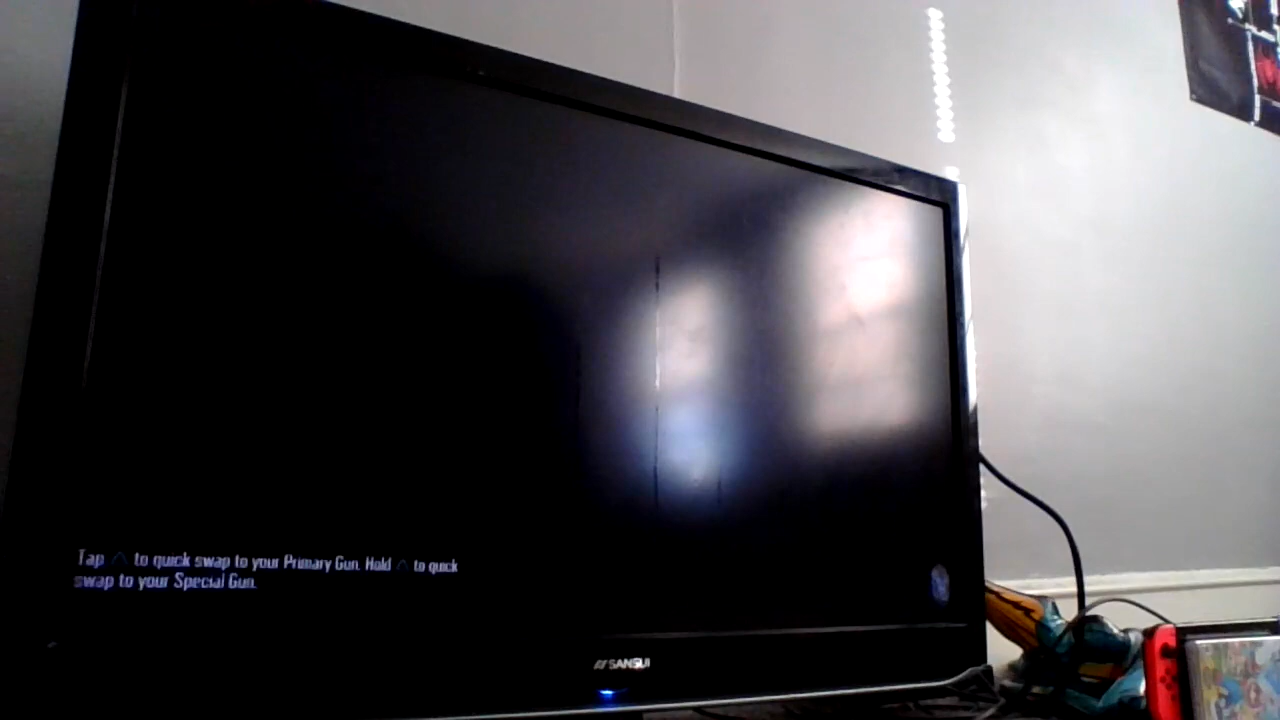 Tap △ to quick swap to your Primary Gun. Hold △ to quick
swap to your Special Gun.
SANSUI